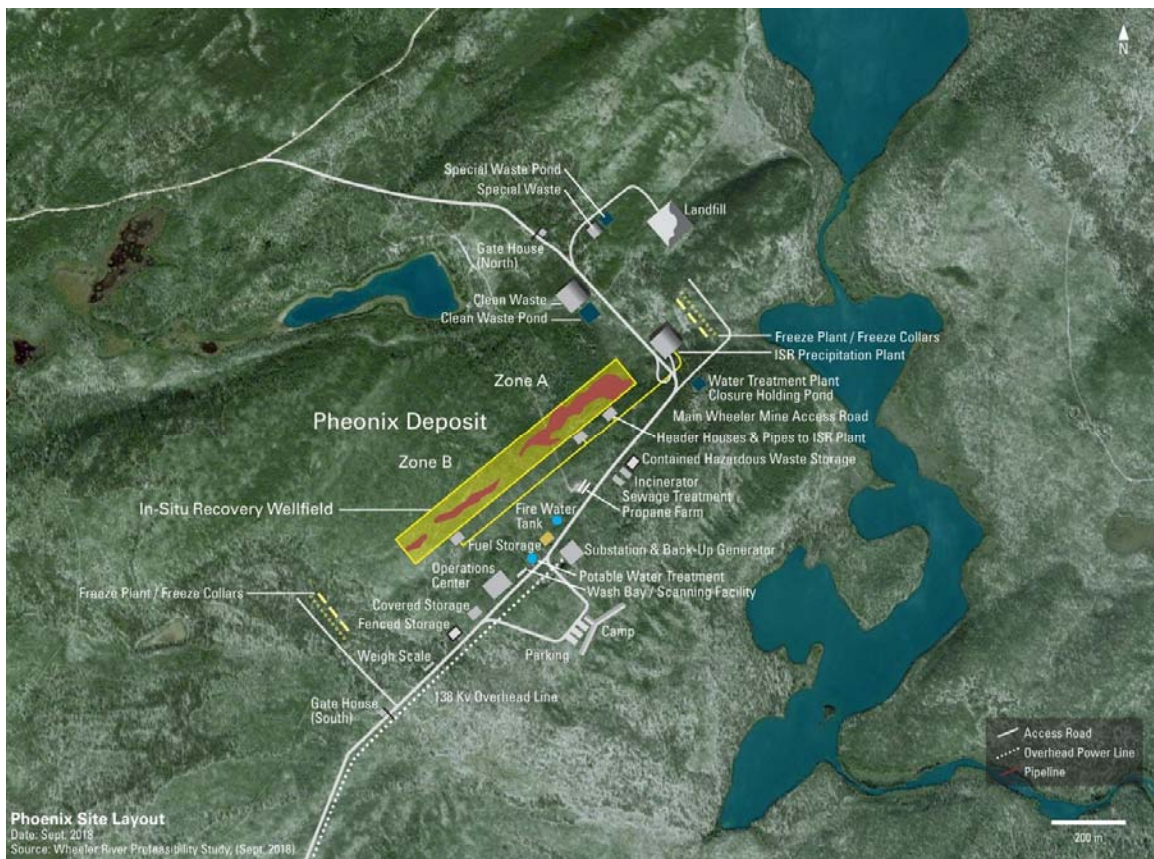 N
Special Waste Pond
Special Waste
Landfill
Gate House
(North)
Clean Waste
Clean Waste Pond
Freeze Plant / Freeze Collars
ISR Precipitation Plant
Zone A
Water Treatment Plant
Closure Holding Pond
Pheonix Deposit
Main Wheeler Mine Access Road
Header Houses & Pipes to ISR Plant
Zone B
Contained Hazardous Waste Storage
Incinerator
Sewage Treatment
Propane Farm
In-Situ Recovery Wellfield
Fire Water
Tank
Fuel Storage
Substation & Back-Up Generator
Operations
Center
Potable Water Treatment
Wash Bay / Scanning Facility
Freeze Plant / Freeze Collars
Covered Storage
Fenced Storage
Camp
Parking
Weigh Scale
138 Kv Overhead Line
Gate House
(South)
Access Road
Overhead Power Line
Pipeline
Phoenix Site Layout
Date: Sept. 2018
Source: Wheeler River Prefeasibility Study, (Sept. 2018)
200 m